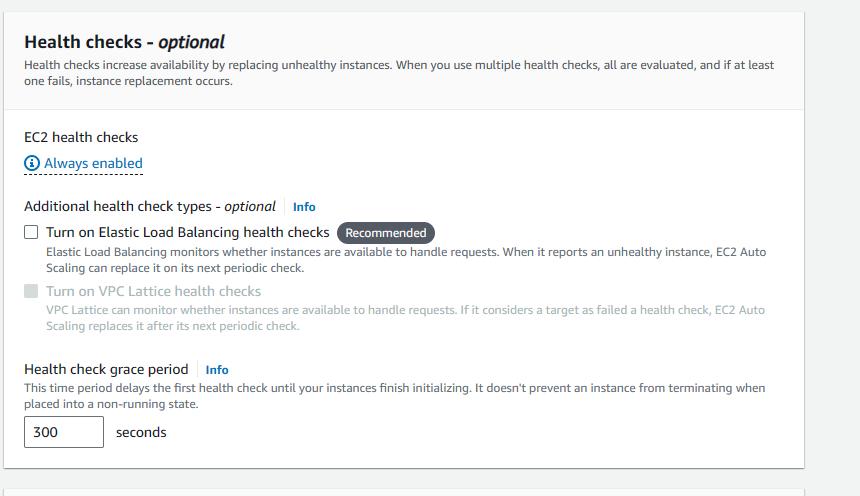 Health checks - optional
Health checks increase availability by replacing unhealthy instances. When you use multiple health checks, all are evaluated, and if at least
one fails, instance replacement occurs.
EC2 health checks
Always enabled
Additional health check types - optional Info
Turn on Elastic Load Balancing health checks Recommended
Elastic Load Balancing monitors whether instances are available to handle requests. When it reports an unhealthy instance, EC2 Auto
Scaling can replace it on its next periodic check.
Turn on VPC Lattice health checks
VPC Lattice can monitor whether instances are available to handle requests. If it considers a target as failed a health check, EC2 Auto
Scaling replaces it after its next periodic check.
Health check grace period Info
This time period delays the first health check until your instances finish initializing. It doesn't prevent an instance from terminating when
placed into a non-running state.
300 seconds